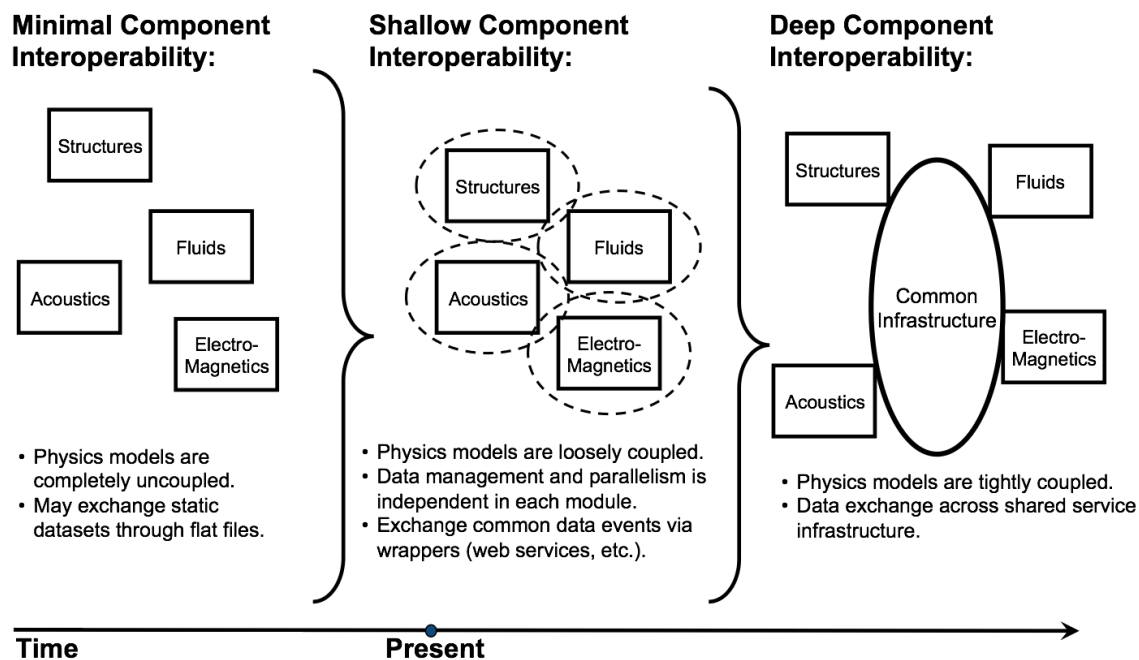 Minimal Component
Interoperability:
Structures
Fluids
Acoustics
Electro-
Magnetics
• Physics models are
completely uncoupled.
• May exchange static
datasets through flat files.
Shallow Component
Interoperability:
Structures
Fluids
Acoustics
Electro-
Magnetics
• Physics models are loosely coupled.
• Data management and parallelism is
independent in each module.
• Exchange common data events via
wrappers (web services, etc.).
Deep Component
Interoperability:
Structures
Fluids
Common
Infrastructure
Electro-
Magnetics
Acoustics
• Physics models are tightly coupled.
• Data exchange across shared service
infrastructure.
Time
Present